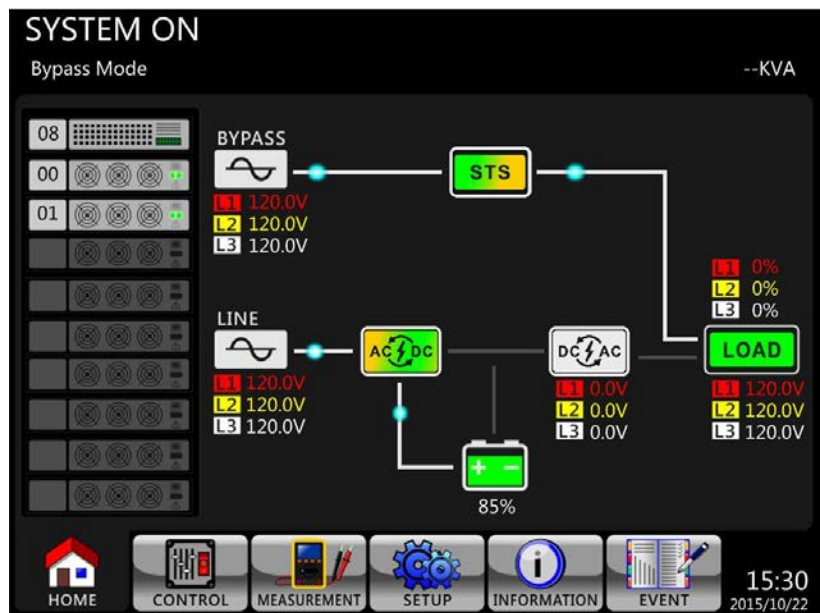 SYSTEM ON
Bypass Mode
--KVA
08
00
01
BYPASS
L1 120.0V
L2 120.0V
L3 120.0V
STS
LINE
L1 120.0V
L2 120.0V
L3 120.0V
AC DC
DC AC
L1 0.0V
L2 0.0V
L3 0.0V
L1 0%
L2 0%
L3 0%
LOAD
L1 120.0V
L2 120.0V
L3 120.0V
+ -
85%
HOME
CONTROL
MEASUREMENT
SETUP
INFORMATION
EVENT
15:30
2015/10/22